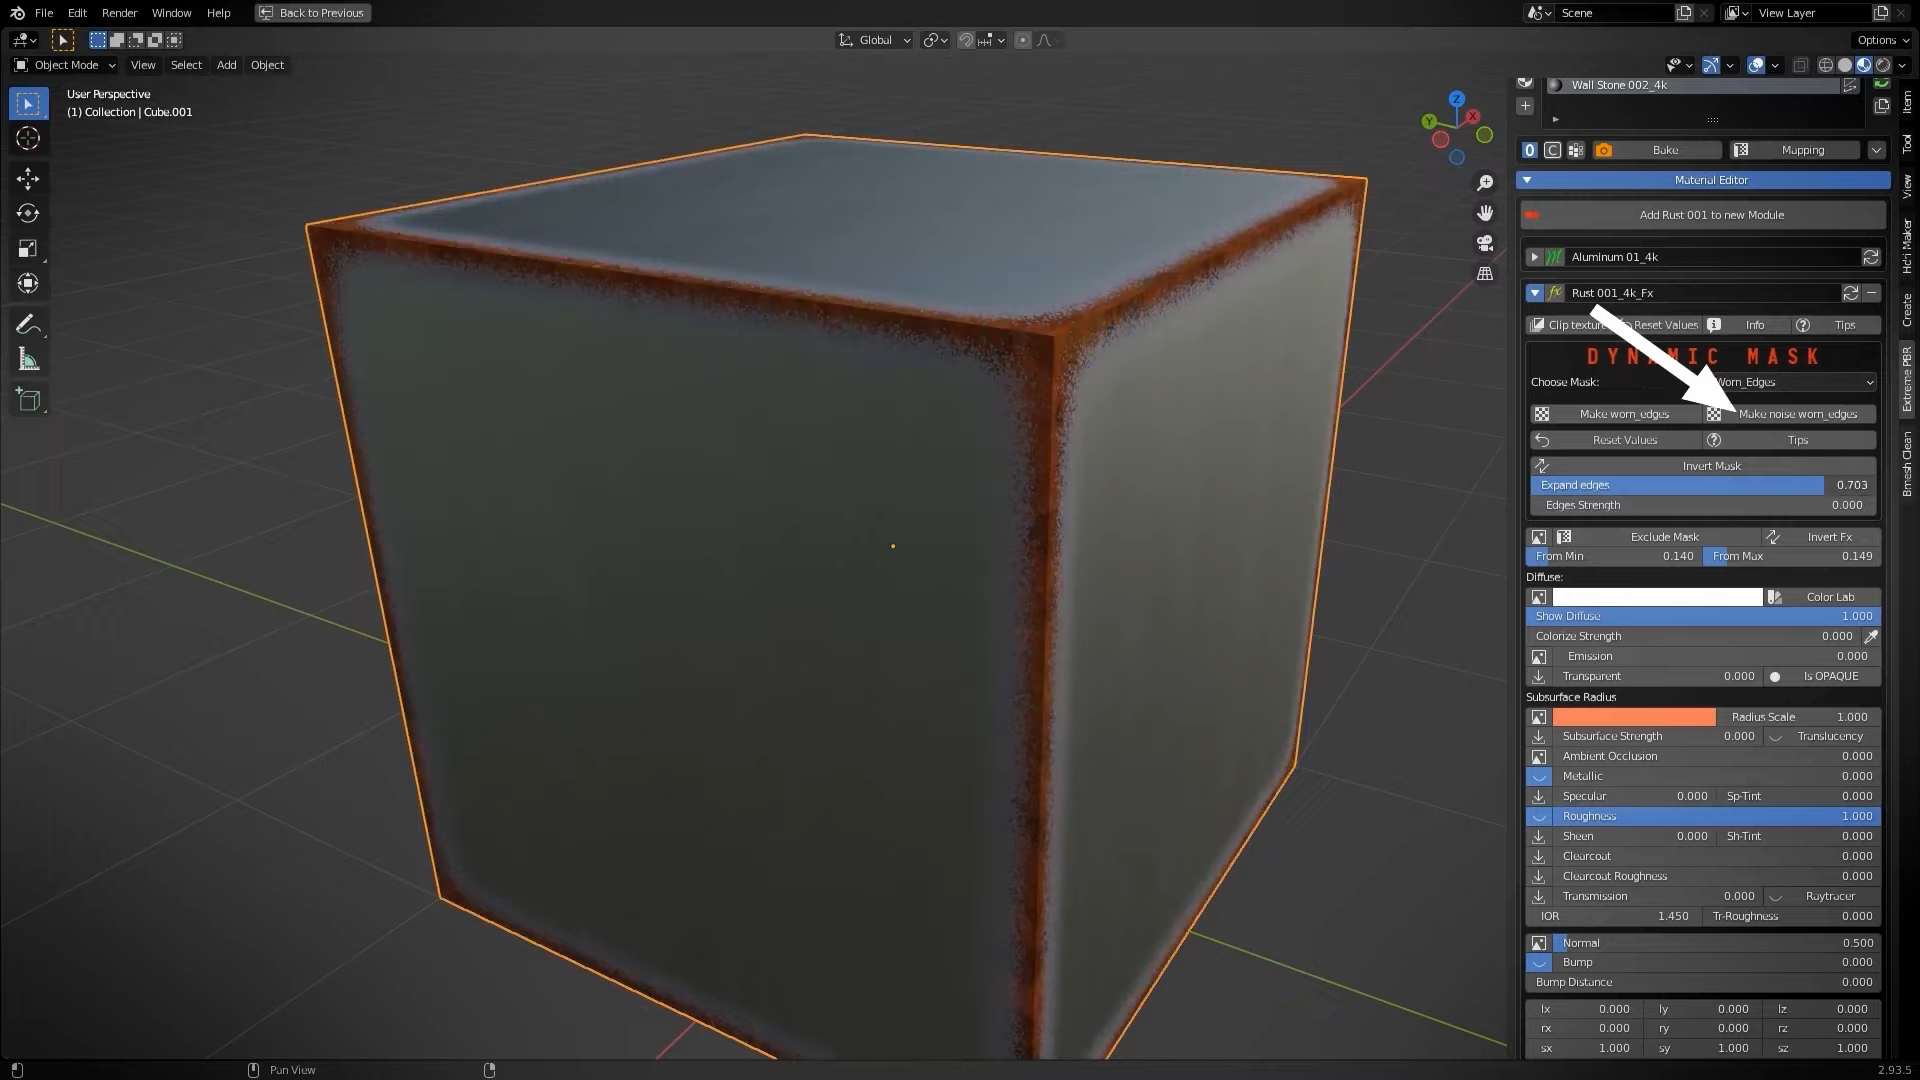 File Edit Render Window Help Back to Previous Scene View Layer
Global Options
Object Mode View Select Add Object
User Perspective
(1) Collection | Cube.001
Z
Y X
Wall Stone 002_4k
Bake Mapping
Material Editor
Add Rust 001 to new Module
Aluminum 01_4k
Rust 001_4k_Fx
Clip texture Reset Values Info Tips
DYNAMIC MASK
Choose Mask: Worn_Edges
Make worn_edges Make noise worn_edges
Reset Values Tips
Invert Mask
Expand edges 0.703
Edges Strength 0.000
Exclude Mask Invert Fx
From Min 0.140 From Max 0.149
Diffuse:
Color Lab
Show Diffuse 1.000
Colorize Strength 0.000
Emission 0.000
Transparent 0.000 Is OPAQUE
Subsurface Radius
Radius Scale 1.000
Subsurface Strength 0.000 Translucency
Ambient Occlusion 0.000
Metallic 0.000
Specular 0.000 Sp-Tint 0.000
Roughness 1.000
Sheen 0.000 Sh-Tint 0.000
Clearcoat 0.000
Clearcoat Roughness 0.000
Transmission 0.000 Raytracer
IOR 1.450 Tr-Roughness 0.000
Normal 0.500
Bump 0.000
Bump Distance 0.000
lx 0.000 ly 0.000 lz 0.000
rx 0.000 ry 0.000 rz 0.000
sx 1.000 sy 1.000 sz 1.000
Item
Tool
View
Create
Extreme PBR
Bmesh Clean
Pan View 2.93.5